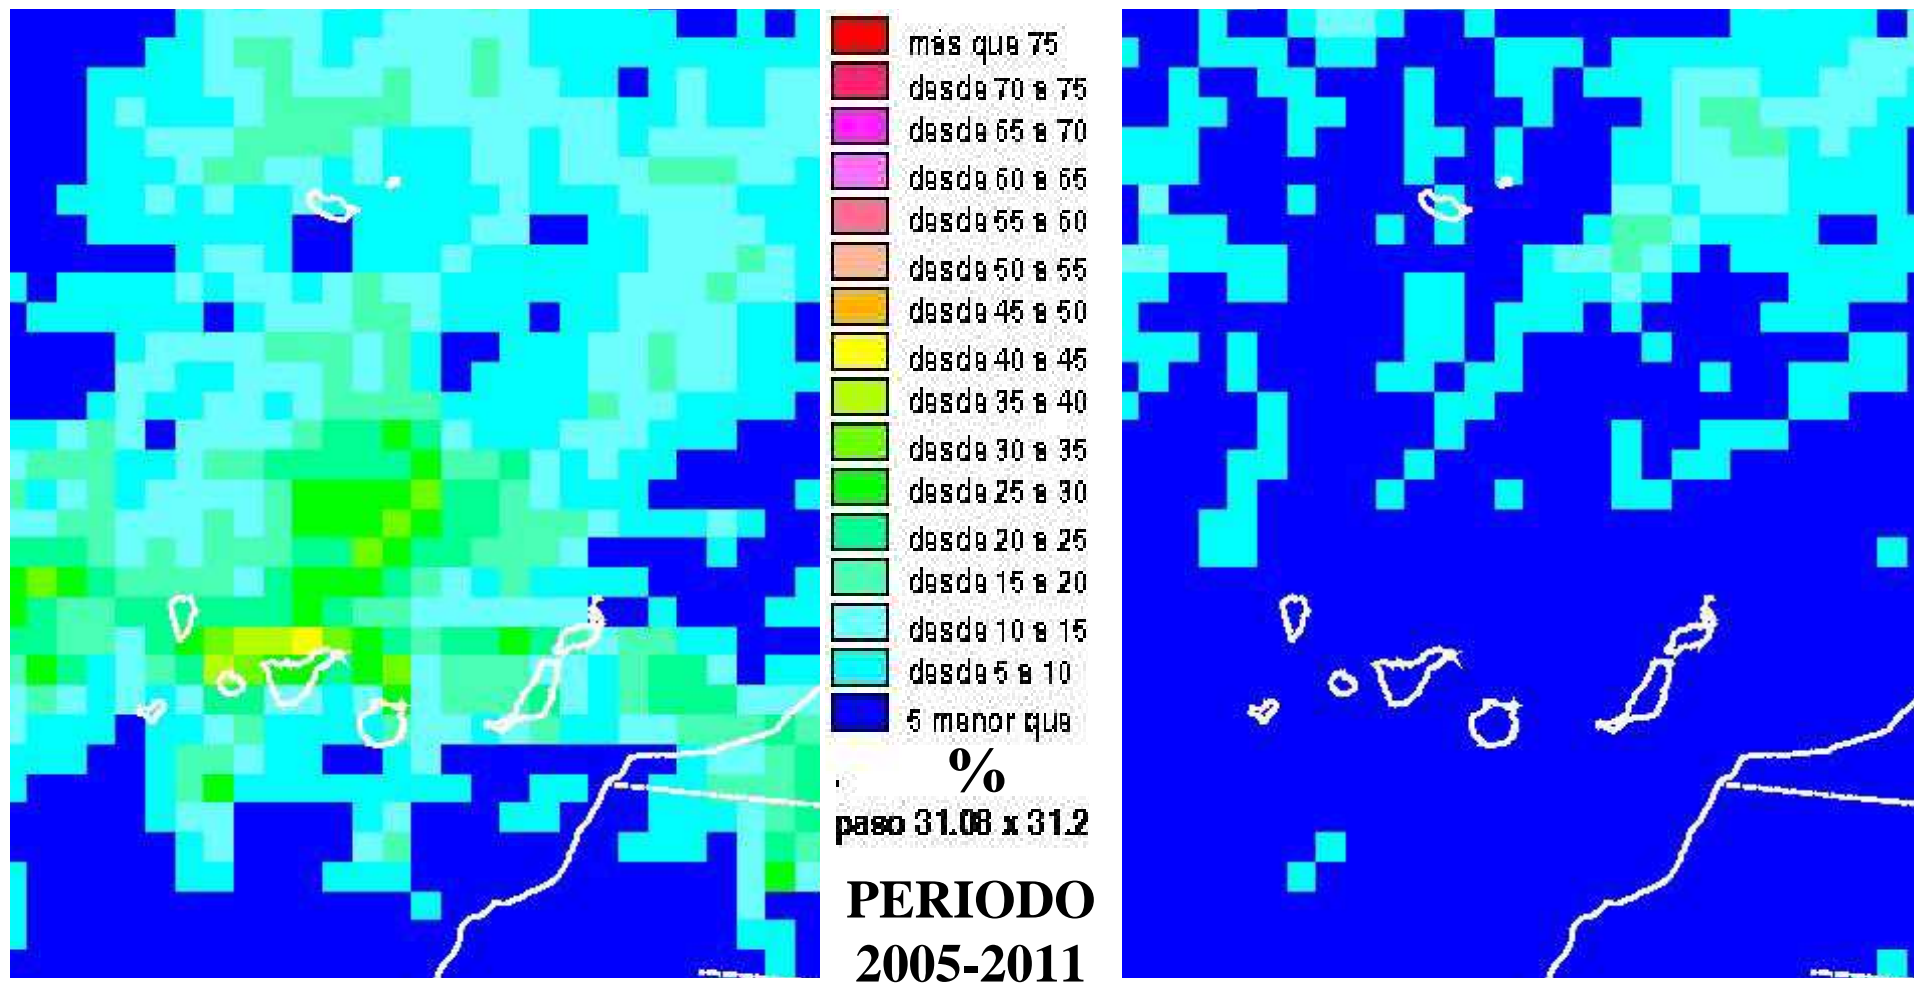 más que 75
desde 70 a 75
desde 65 a 70
desde 60 a 65
desde 55 a 60
desde 50 a 55
desde 45 a 50
desde 40 a 45
desde 35 a 40
desde 30 a 35
desde 25 a 30
desde 20 a 25
desde 15 a 20
desde 10 a 15
desde 5 a 10
5 menor que
%
paso 31.08 x 31.2
PERIODO
2005-2011